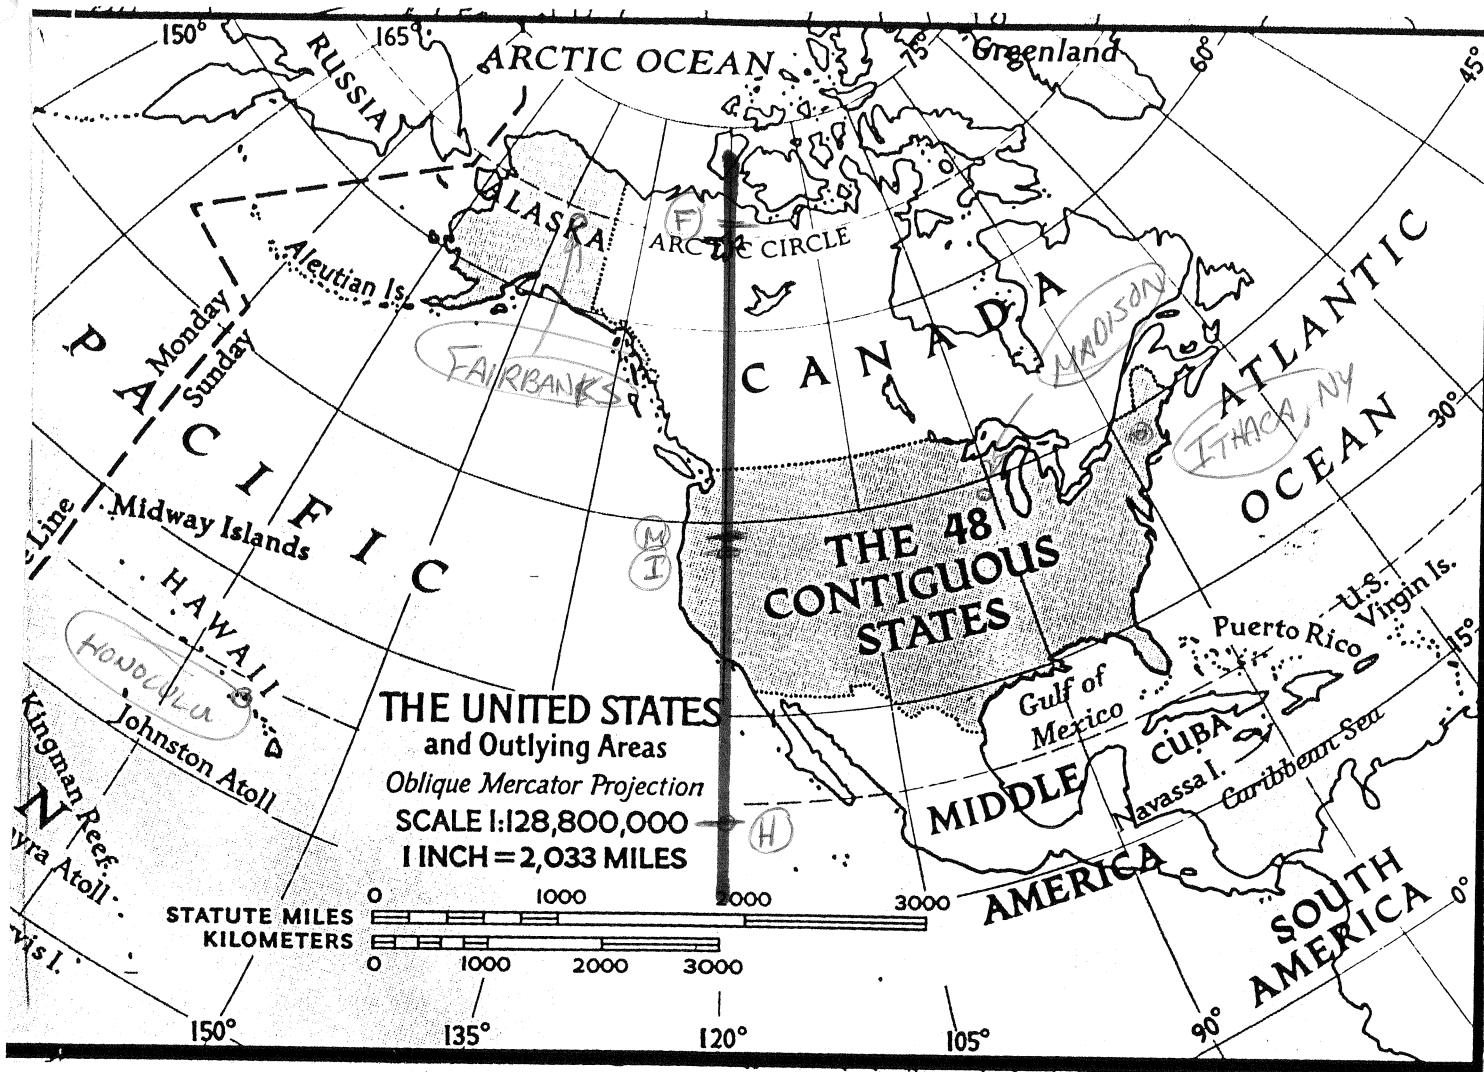 150°
165°
ARCTIC OCEAN
75°
Greenland
60°
45°
RUSSIA
ALASKA
F
ARCTIC CIRCLE
Aleutian Is.
Monday
Sunday
FAIRBANKS
CANADA
MADISON
ATLANTIC
OCEAN
ITHACA, NY
30°
PACIFIC
Line
Midway Islands
M
I
THE 48
CONTIGUOUS
STATES
HAWAII
HONOLULU
U.S.
Virgin Is.
Puerto Rico
15°
Gulf of
Mexico
CUBA
Johnston Atoll
Kingman Reef
N
THE UNITED STATES
and Outlying Areas
Oblique Mercator Projection
SCALE 1:128,800,000
1 INCH = 2,033 MILES
H
MIDDLE
AMERICA
Navassa I.
Caribbean Sea
SOUTH
AMERICA
0°
yra Atoll
vis I.
0 1000 2000 3000
STATUTE MILES
KILOMETERS
0 1000 2000 3000
150° 135° 120° 105° 90°